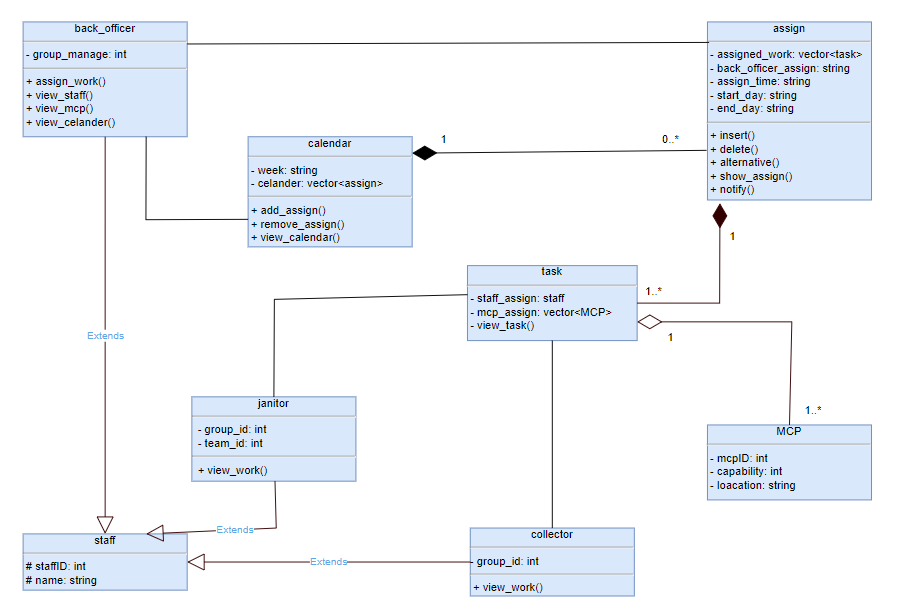 back_officer
- group_manage: int
+ assign_work()
+ view_staff()
+ view_mcp()
+ view_celander()
assign
- assigned_work: vector<task>
- back_officer_assign: string
- assign_time: string
- start_day: string
- end_day: string
+ insert()
+ delete()
+ alternative()
+ show_assign()
+ notify()
calendar
- week: string
- celander: vector<assign>
+ add_assign()
+ remove_assign()
+ view_calendar()
1
0..*
1
task
- staff_assign: staff
- mcp_assign: vector<MCP>
- view_task()
1..*
1
Extends
1..*
janitor
- group_id: int
- team_id: int
+ view_work()
MCP
- mcpID: int
- capability: int
- loacation: string
Extends
staff
# staffID: int
# name: string
Extends
collector
- group_id: int
+ view_work()